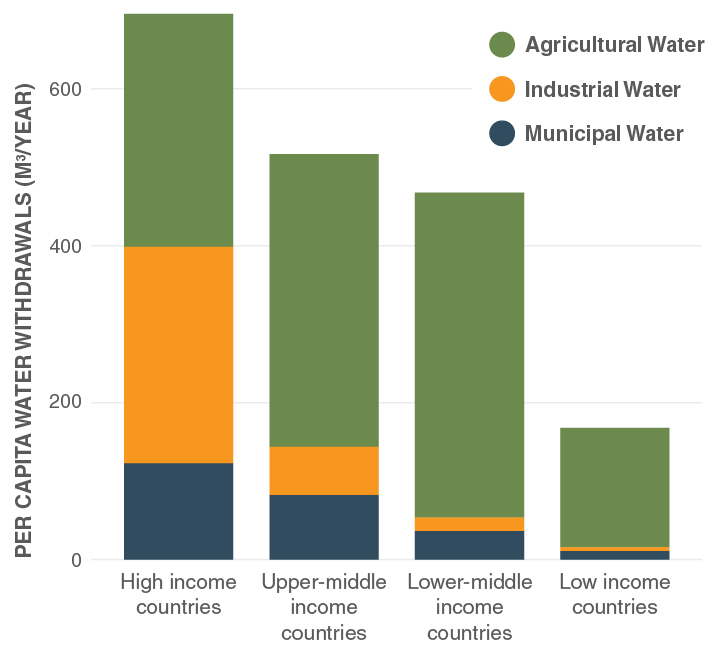 PER CAPITA WATER WITHDRAWALS (M³/YEAR)
600
400
200
0
Agricultural Water
Industrial Water
Municipal Water
High income
countries
Upper-middle
income
countries
Lower-middle
income
countries
Low income
countries